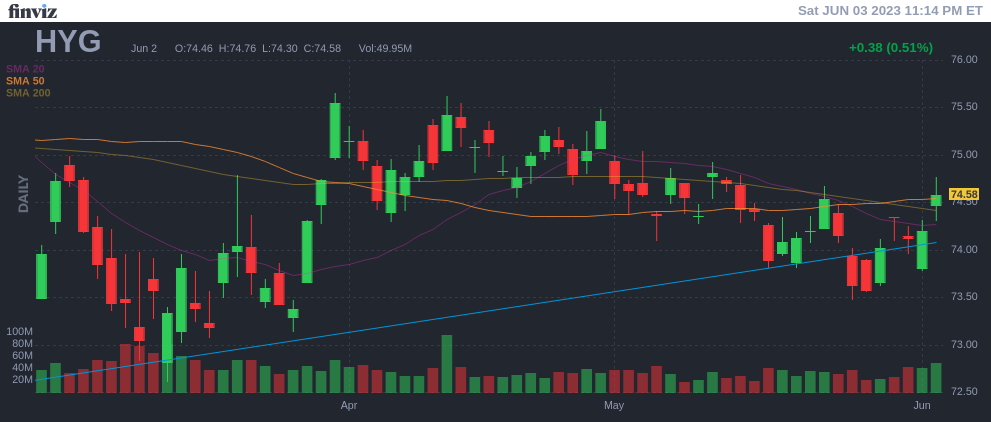 finviz
Sat JUN 03 2023 11:14 PM ET
HYG Jun 2 O:74.46 H:74.76 L:74.30 C:74.58 Vol:49.95M +0.38 (0.51%)
SMA 20
SMA 50
SMA 200
DAILY
76.00
75.50
75.00
74.58
74.50
74.00
73.50
73.00
72.50
100M
80M
60M
40M
20M
Apr May Jun